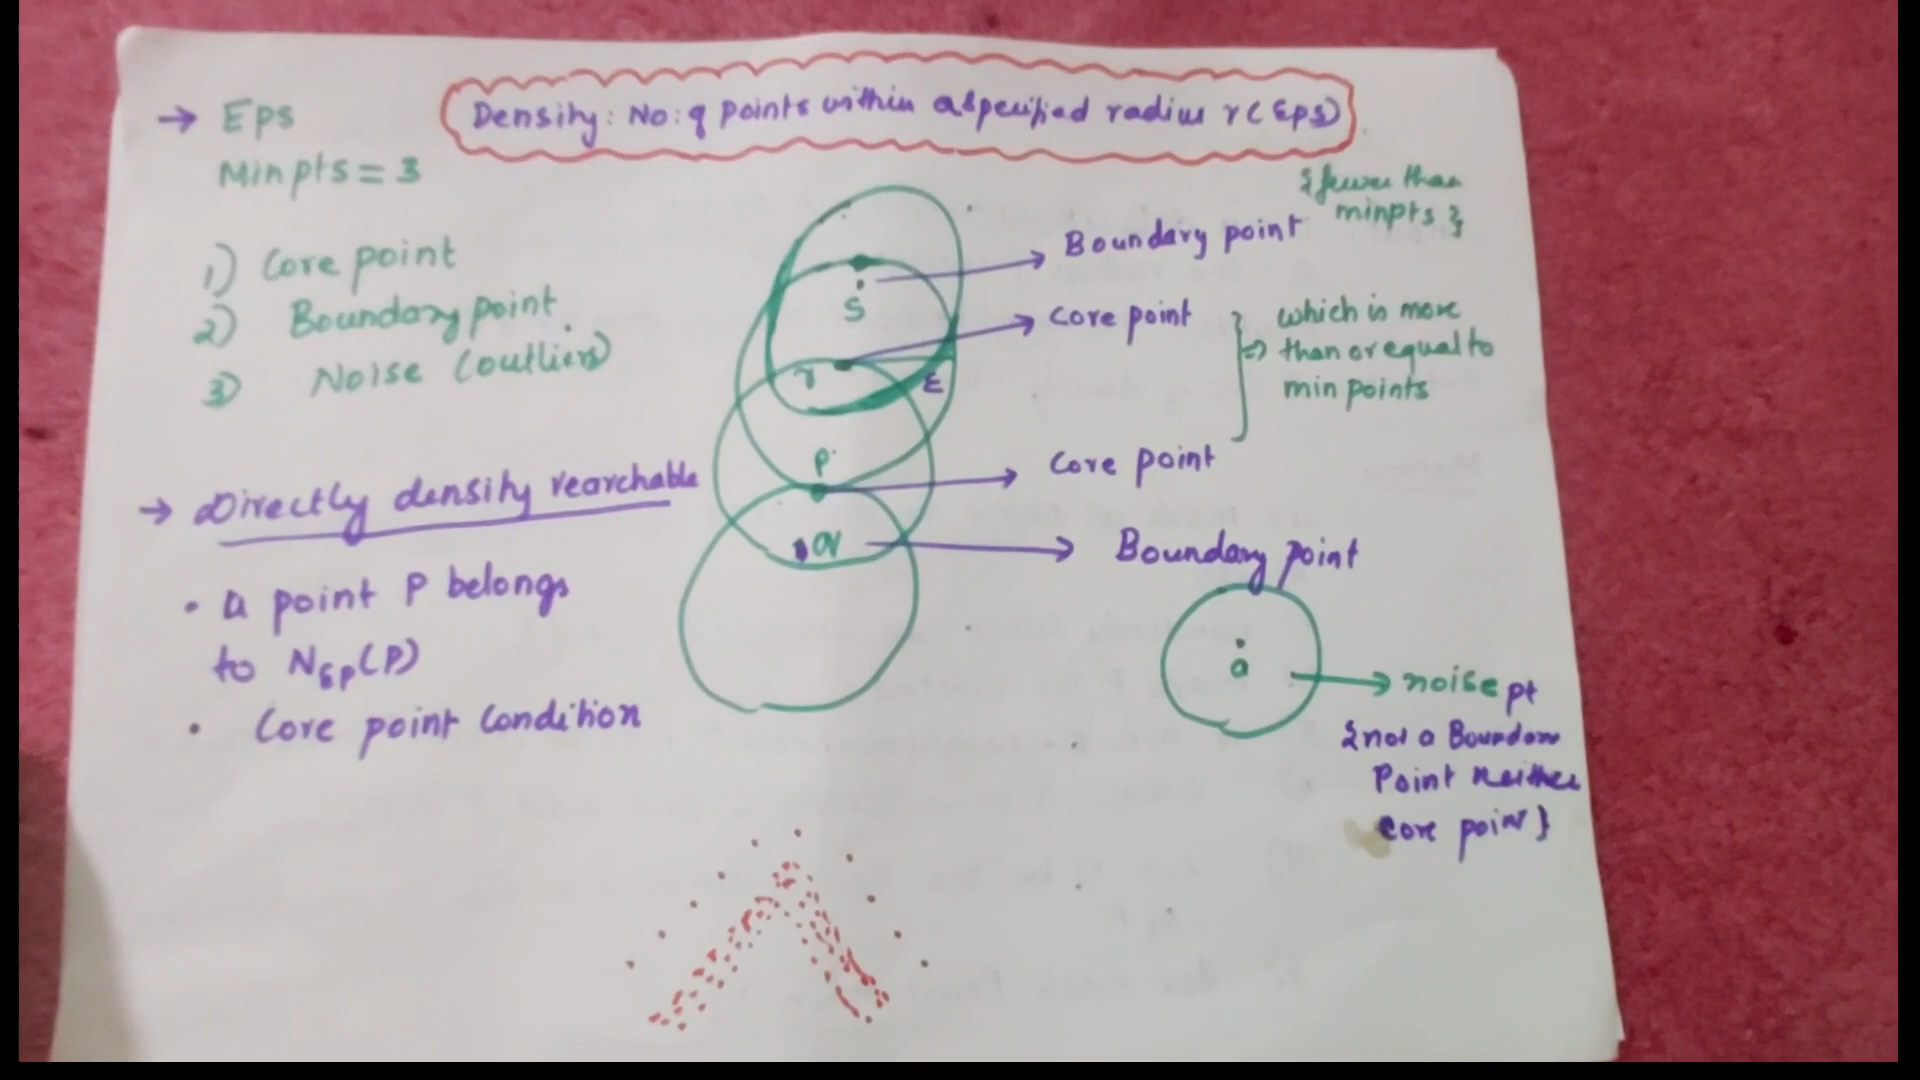 Density: No: of points within a specified radius r (Eps)
→ Eps
Minpts = 3
1) Core point
2) Boundary point
3) Noise (outliers)
→ Directly density rearchable
• a point P belongs
to NEp(P)
• Core point Condition
S
r
E
P
q
{fewer than
minpts}
Boundary point
Core point
} ⇒ which is more
than or equal to
min points
Core point
Boundary point
a
noise pt
{not a Boundary
Point neither
core point}